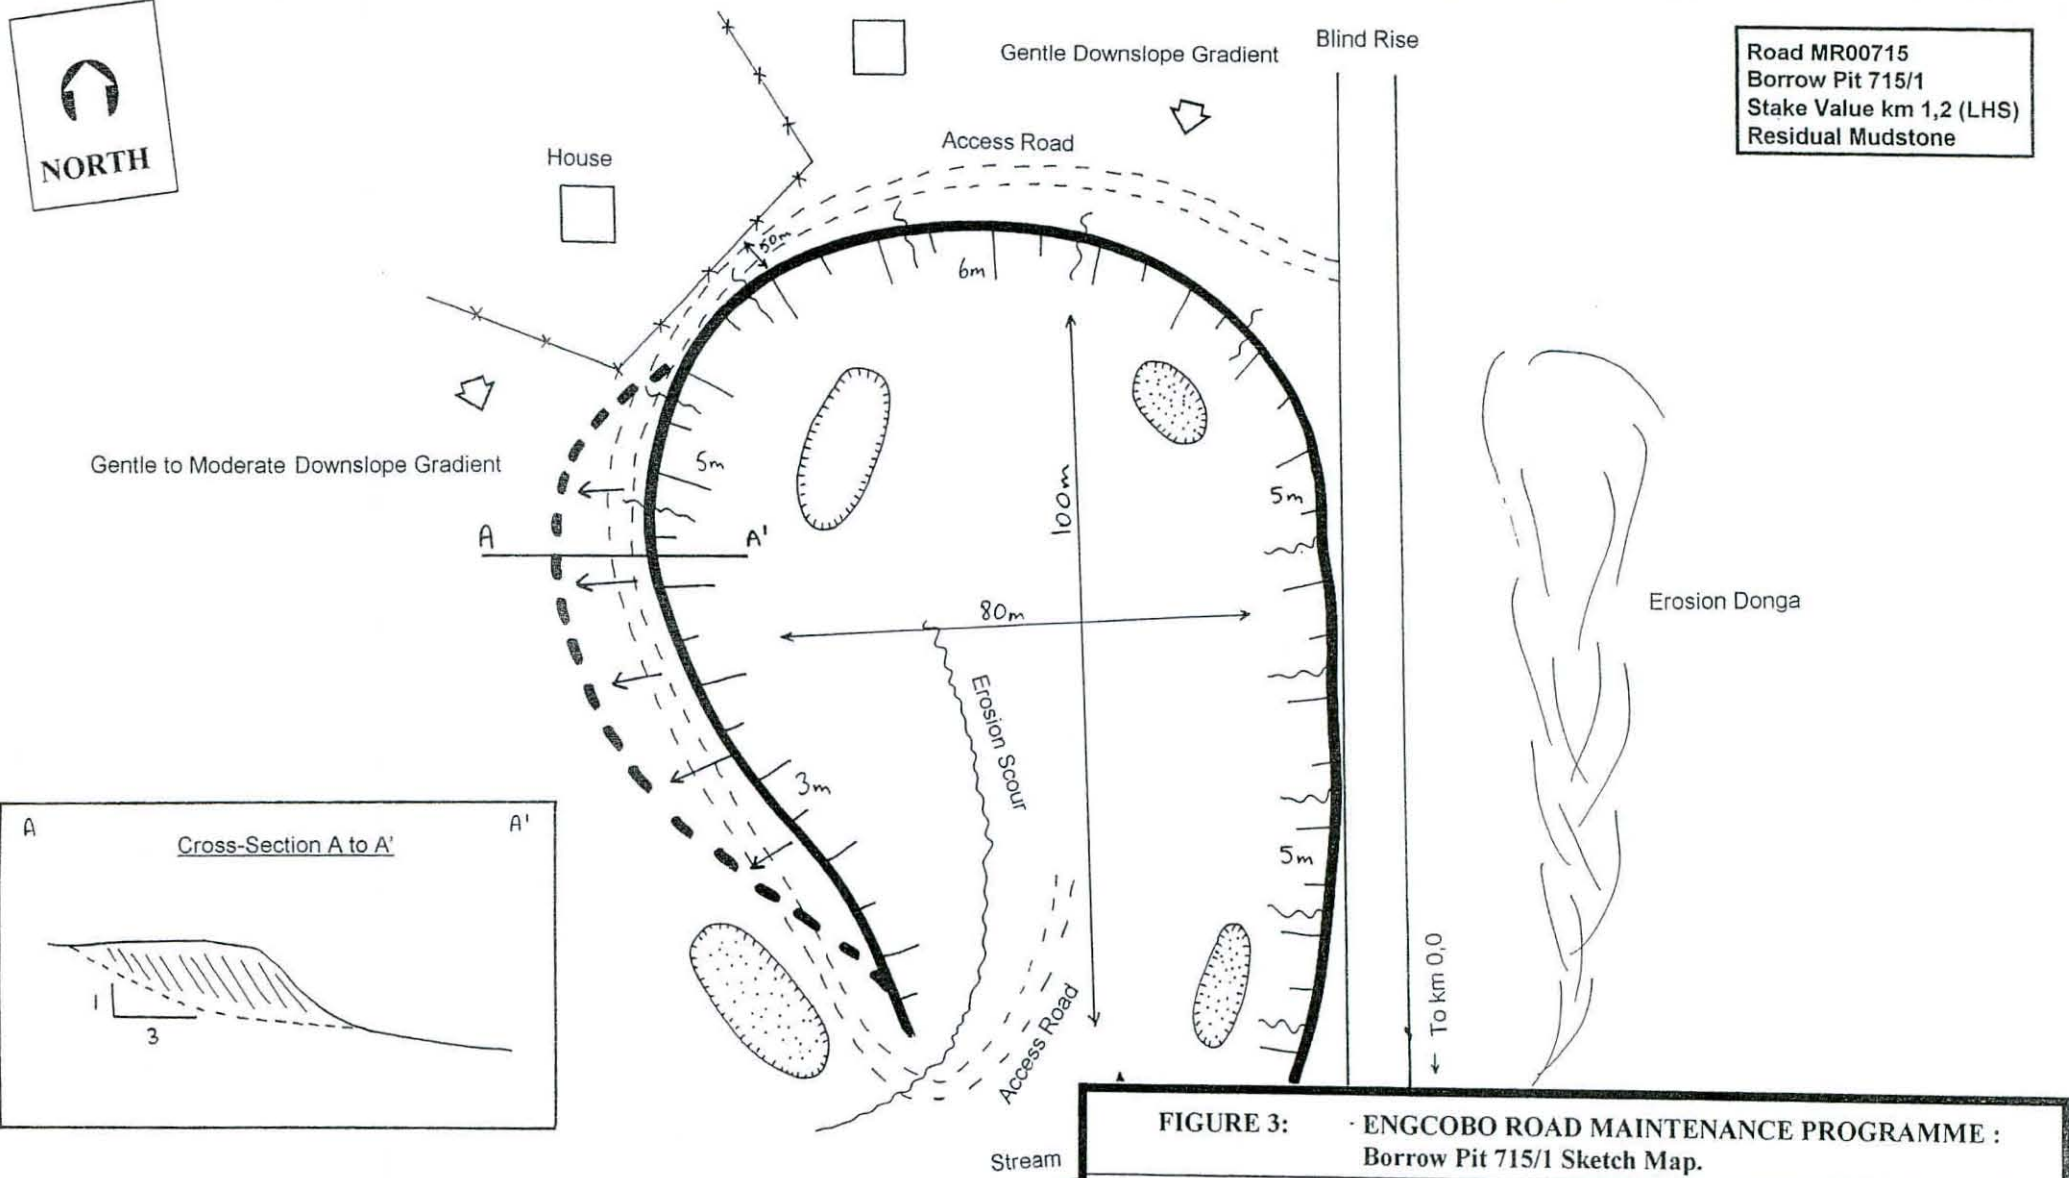 NORTH
House
Gentle Downslope Gradient
Blind Rise
Road MR00715
Borrow Pit 715/1
Stake Value km 1,2 (LHS)
Residual Mudstone
Access Road
50m
6m
5m
Gentle to Moderate Downslope Gradient
A
A'
100m
5m
80m
Erosion Donga
Erosion Scour
3m
5m
A
A'
Cross-Section A to A'
1
3
Access Road
← To km 0,0
Stream
FIGURE 3: ENGCOBO ROAD MAINTENANCE PROGRAMME :
Borrow Pit 715/1 Sketch Map.